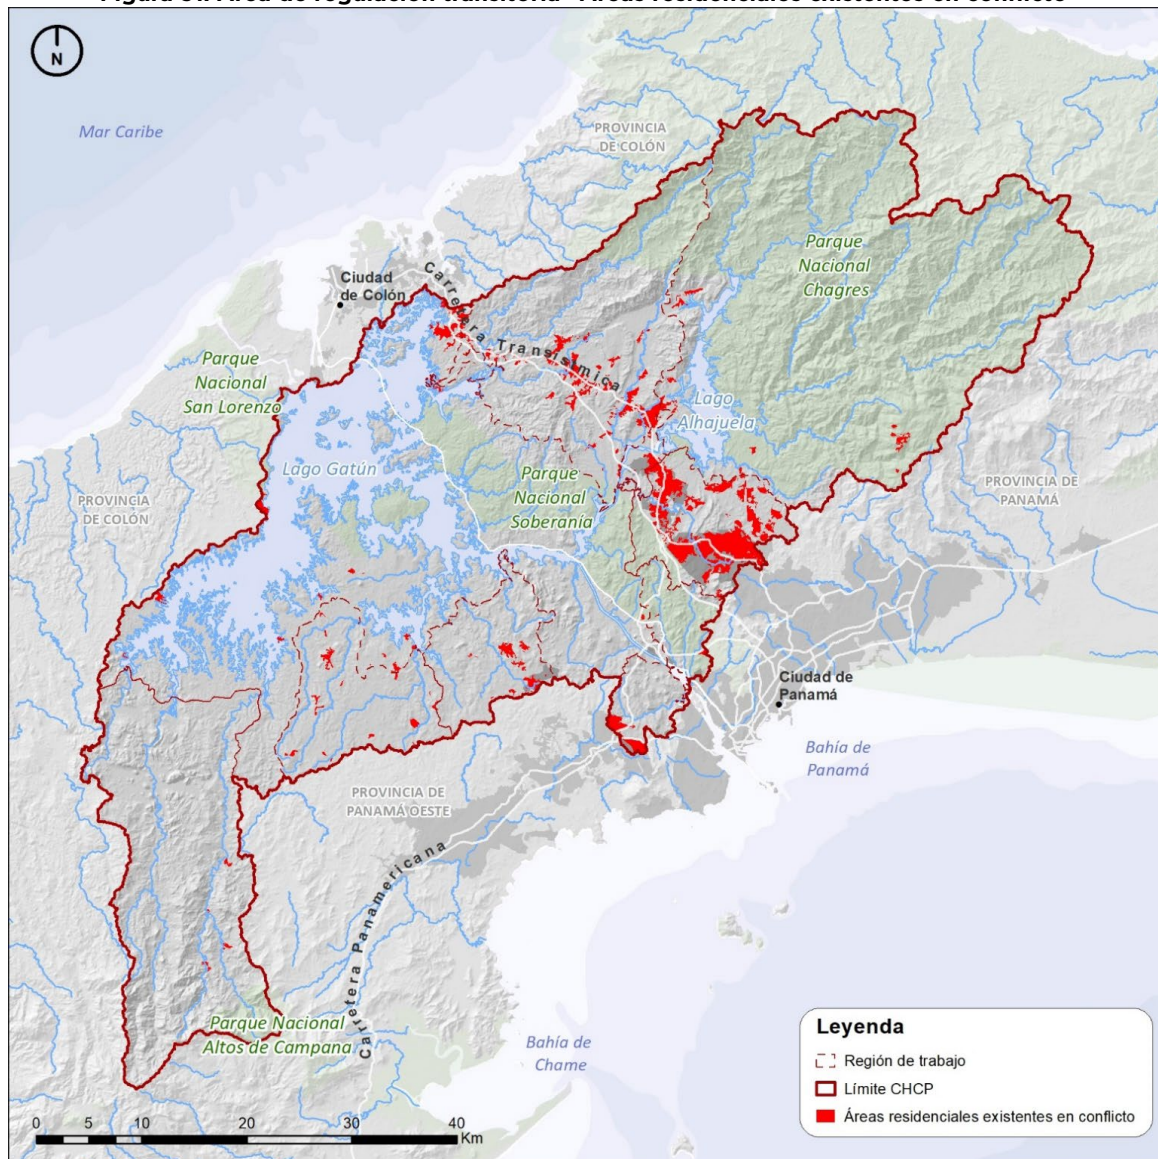 N
Mar Caribe
PROVINCIA
DE COLÓN
Parque
Nacional
Chagres
Ciudad
de Colón
Carretera Transísmica
Parque
Nacional
San Lorenzo
Lago
Alhajuela
Lago Gatún
Parque
Nacional
Soberanía
PROVINCIA
DE COLÓN
PROVINCIA DE
PANAMÁ
Ciudad de
Panamá
Bahía de
Panamá
PROVINCIA DE
PANAMÁ OESTE
Carretera Panamericana
Parque Nacional
Altos de Campana
Bahía de
Chame
Leyenda
Región de trabajo
Límite CHCP
Áreas residenciales existentes en conflicto
0 5 10 20 30 40
Km